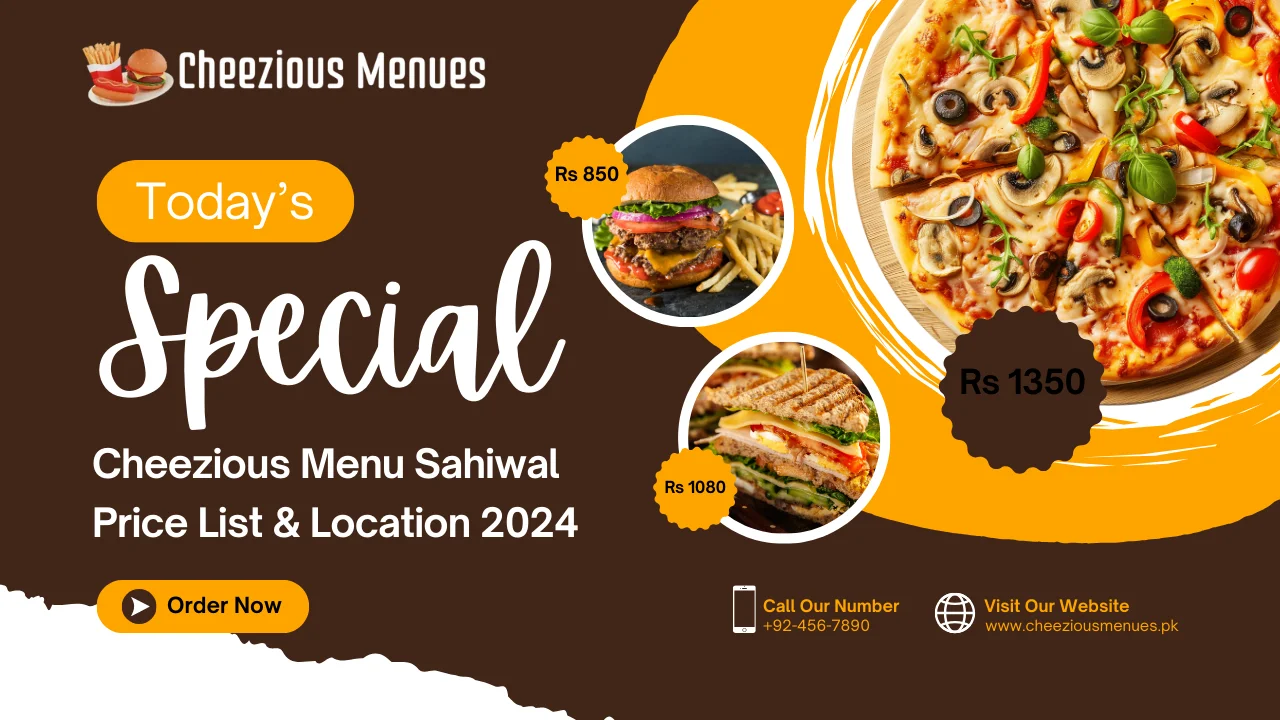 Cheezious Menues
Today's
Special
Cheezious Menu Sahiwal
Price List & Location 2024
Order Now
Rs 850
Rs 1080
Rs 1350
Call Our Number
+92-456-7890
Visit Our Website
www.cheeziousmenues.pk